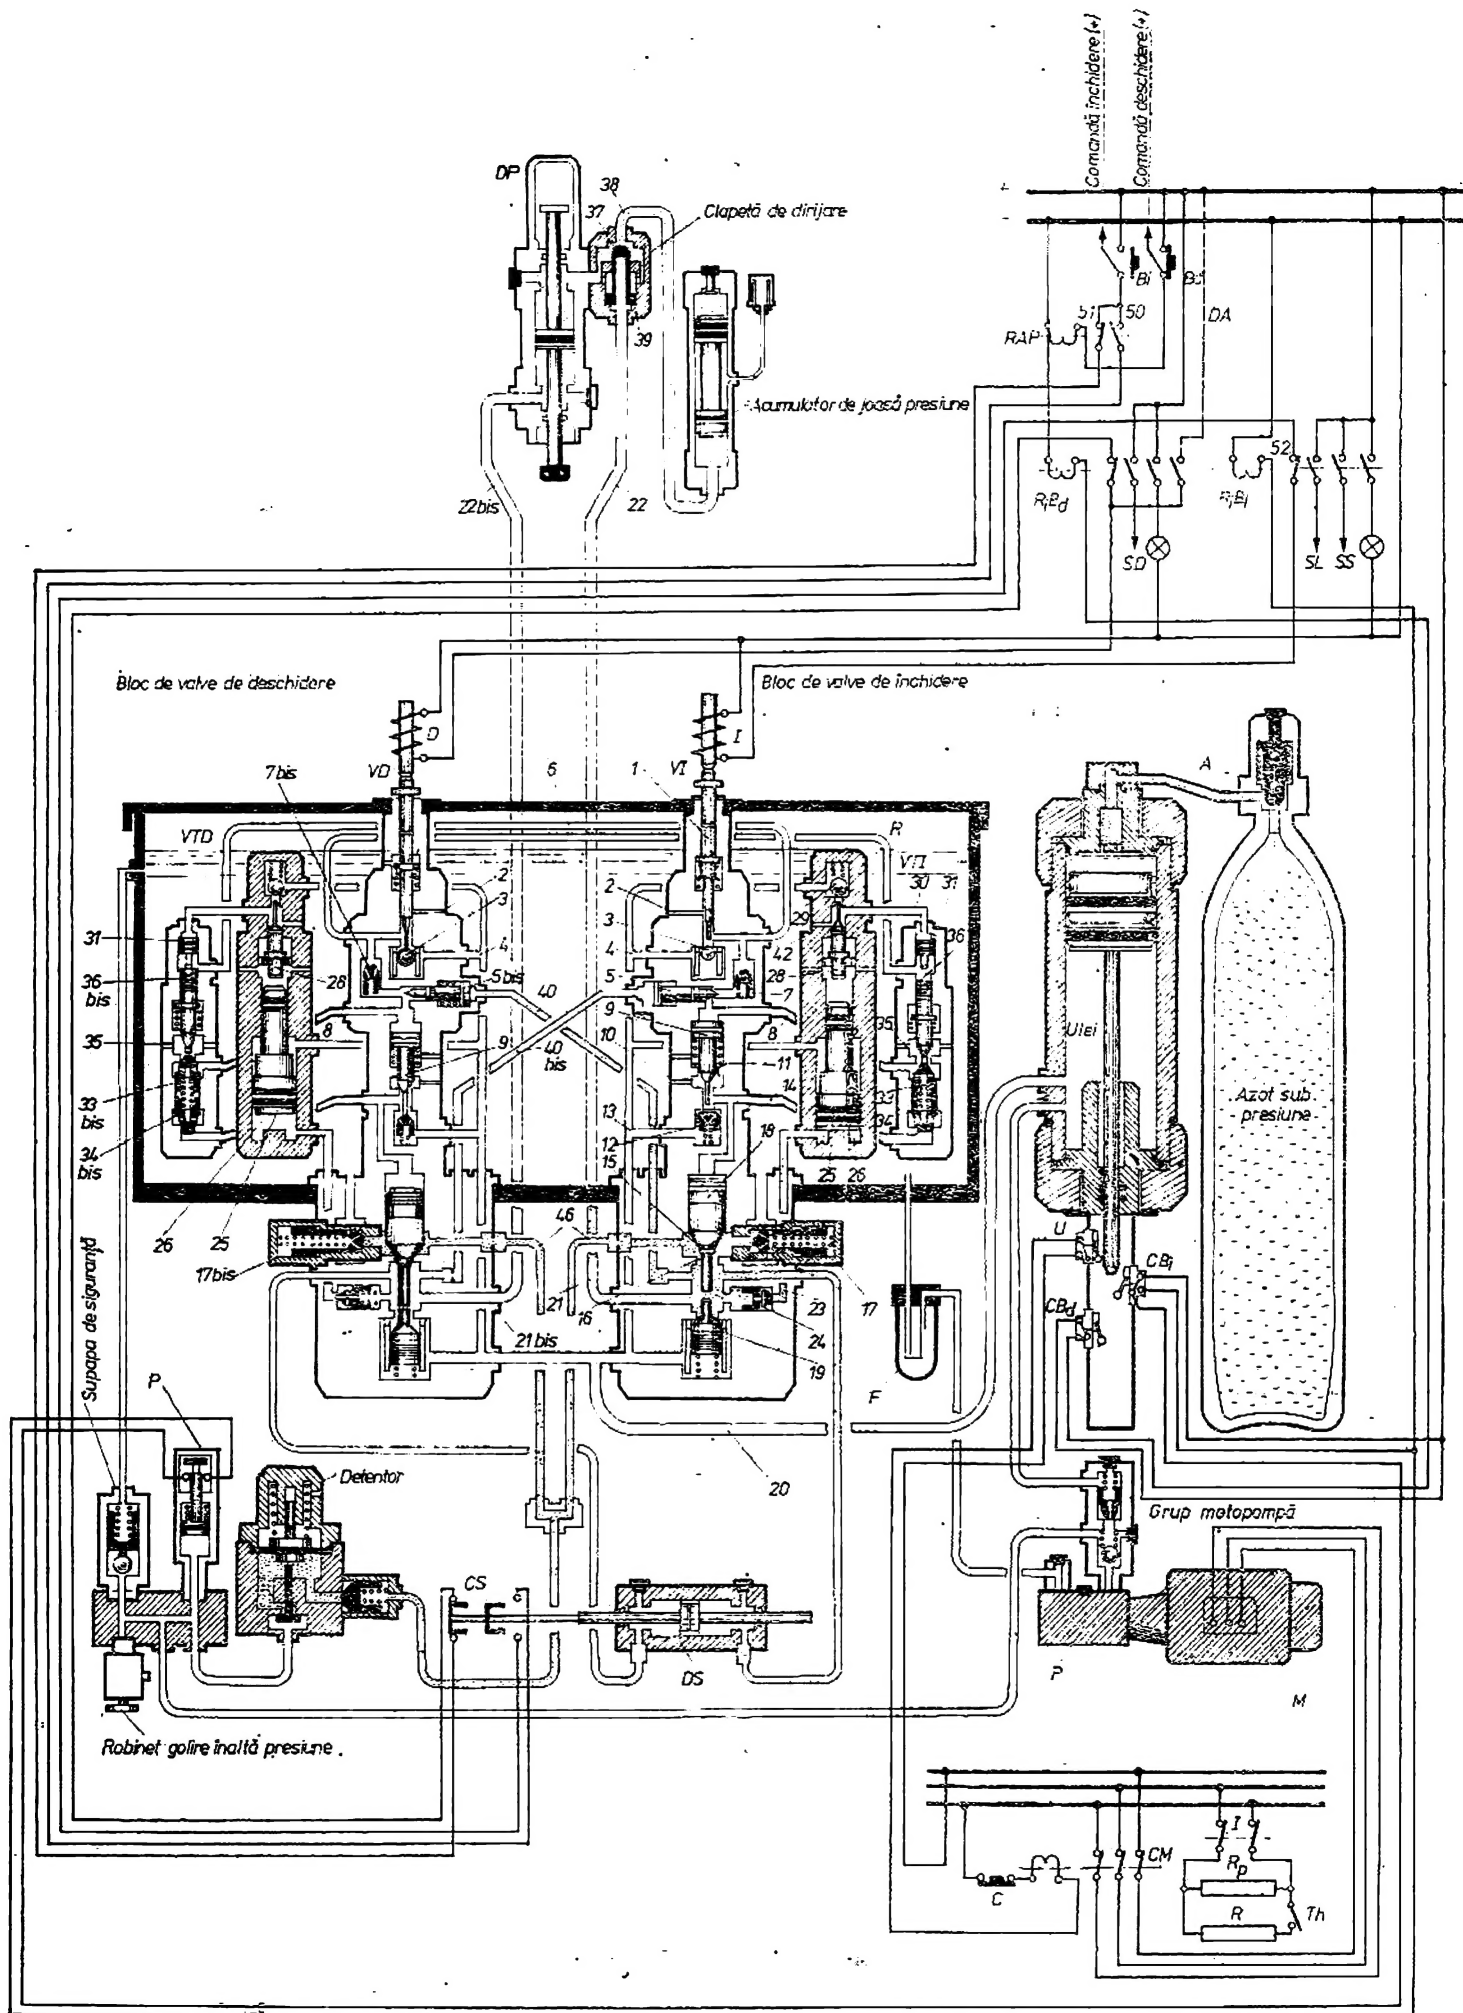 Comandă închidere (+)
Comandă deschidere (+)
+
−
DP
38
37
Clapetă de dirijare
39
Bi
Bd
51
50
DA
RAP
Acumulator de joasă presiune
22bis
22
52
SD
SL
SS
Bloc de valve de deschidere
Bloc de valve de închidere
D
I
VD
VI
7bis
6
1
A
VTD
R
VTI
2
3
4
2
3
4
29
30
31
36
42
31
36
bis
28
5bis
40
5
28
7
9
35
8
40
bis
9
10
8
11
35
Ulei
14
33
33
bis
34
bis
13
12
15
18
34
25
26
Azot sub
presiune
26
25
46
17bis
21
16
21bis
23
24
19
17
U
CBi
CBd
F
Supapa de siguranță
P
Detentor
20
Grup motopompă
CS
DS
P
M
Robinet golire înaltă presiune
I
CM
Rp
C
R
Th